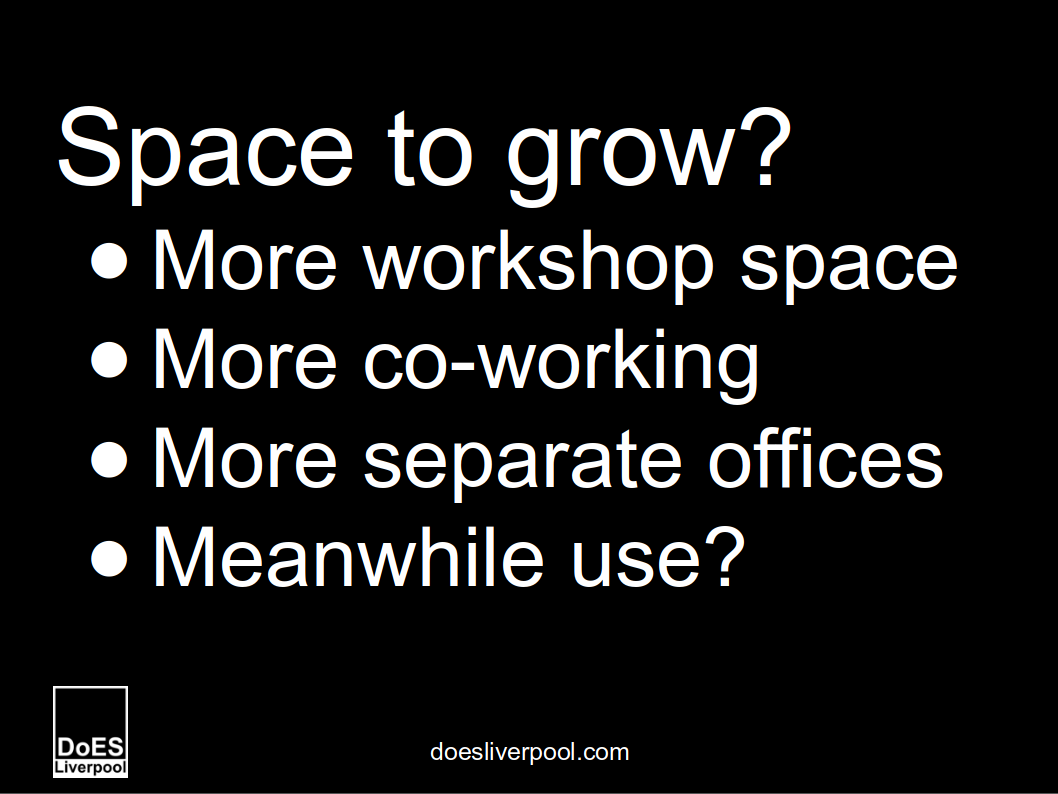 Space to grow?
● More workshop space
● More co-working
● More separate offices
● Meanwhile use?
DoES
Liverpool
doesliverpool.com